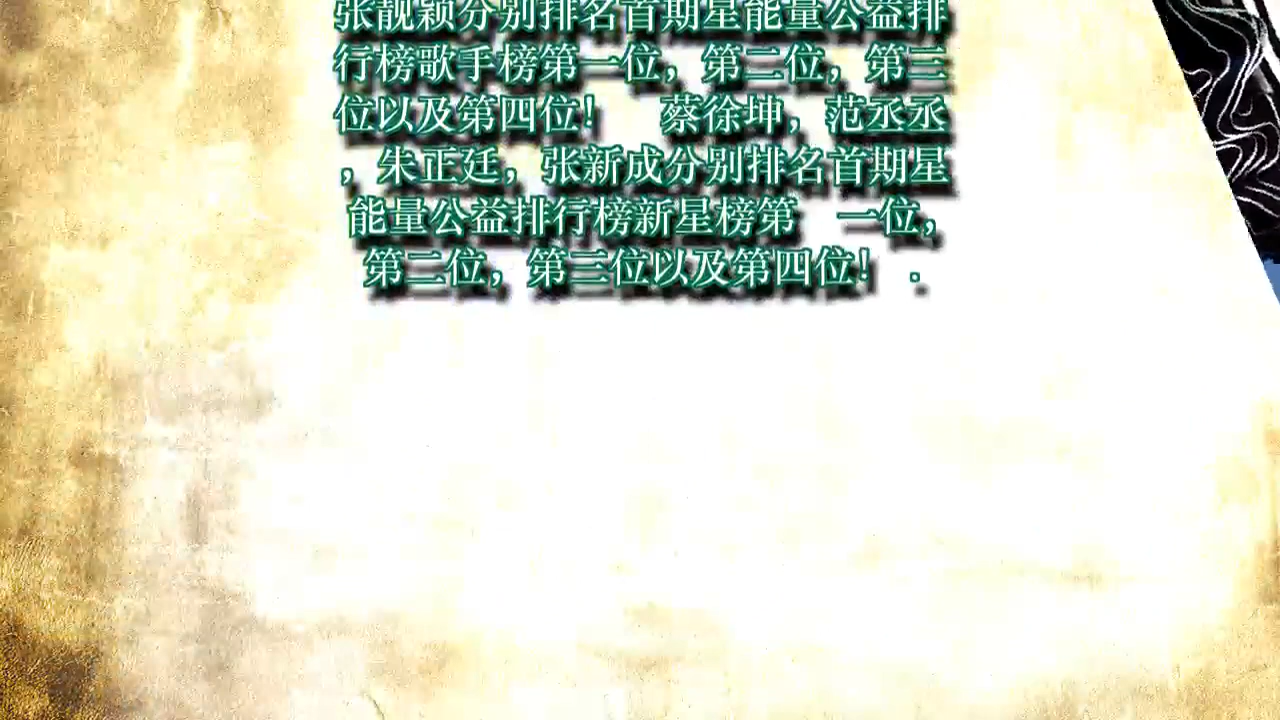 张靓颖分别排名首期星能量公益排
行榜歌手榜第一位，第二位，第三
位以及第四位！ 蔡徐坤，范丞丞
，朱正廷，张新成分别排名首期星
能量公益排行榜新星榜第 一位，
第二位，第三位以及第四位！ .